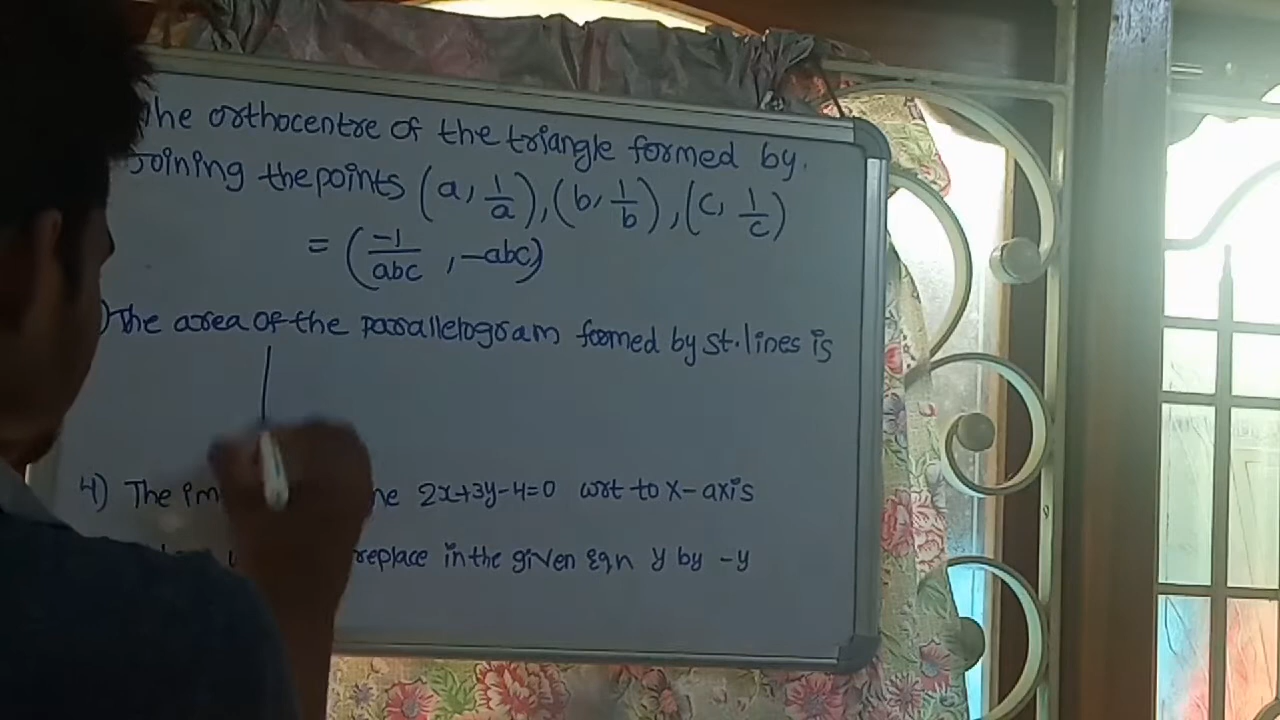 he orthocentre of the triangle formed by.
Joining the points (a, 1/a), (b, 1/b), (c, 1/c)
= (-1/abc, -abc)
) The area of the parallelogram formed by st. lines is
4) The im ne 2x+3y-4=0 wrt to x-axis
replace in the given Eqn y by -y